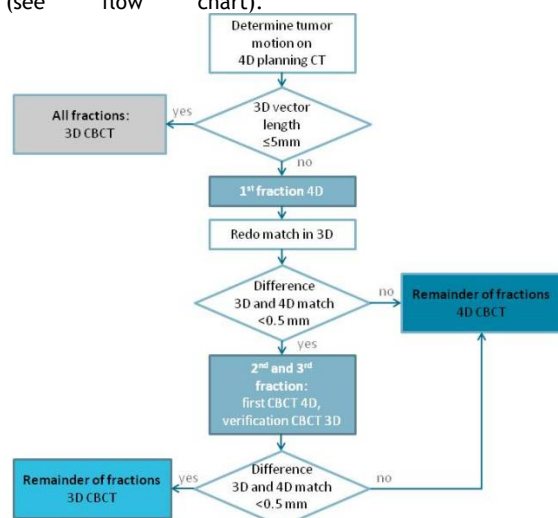 (see flow chart).
Determine tumor
motion on
4D planning CT
3D vector
length
≤5mm
yes
All fractions:
3D CBCT
no
1st fraction 4D
Redo match in 3D
Difference
3D and 4D match
<0.5 mm
no
Remainder of fractions
4D CBCT
yes
2nd and 3rd
fraction:
first CBCT 4D,
verification CBCT 3D
Difference
3D and 4D match
<0.5 mm
yes
Remainder of fractions
3D CBCT
no